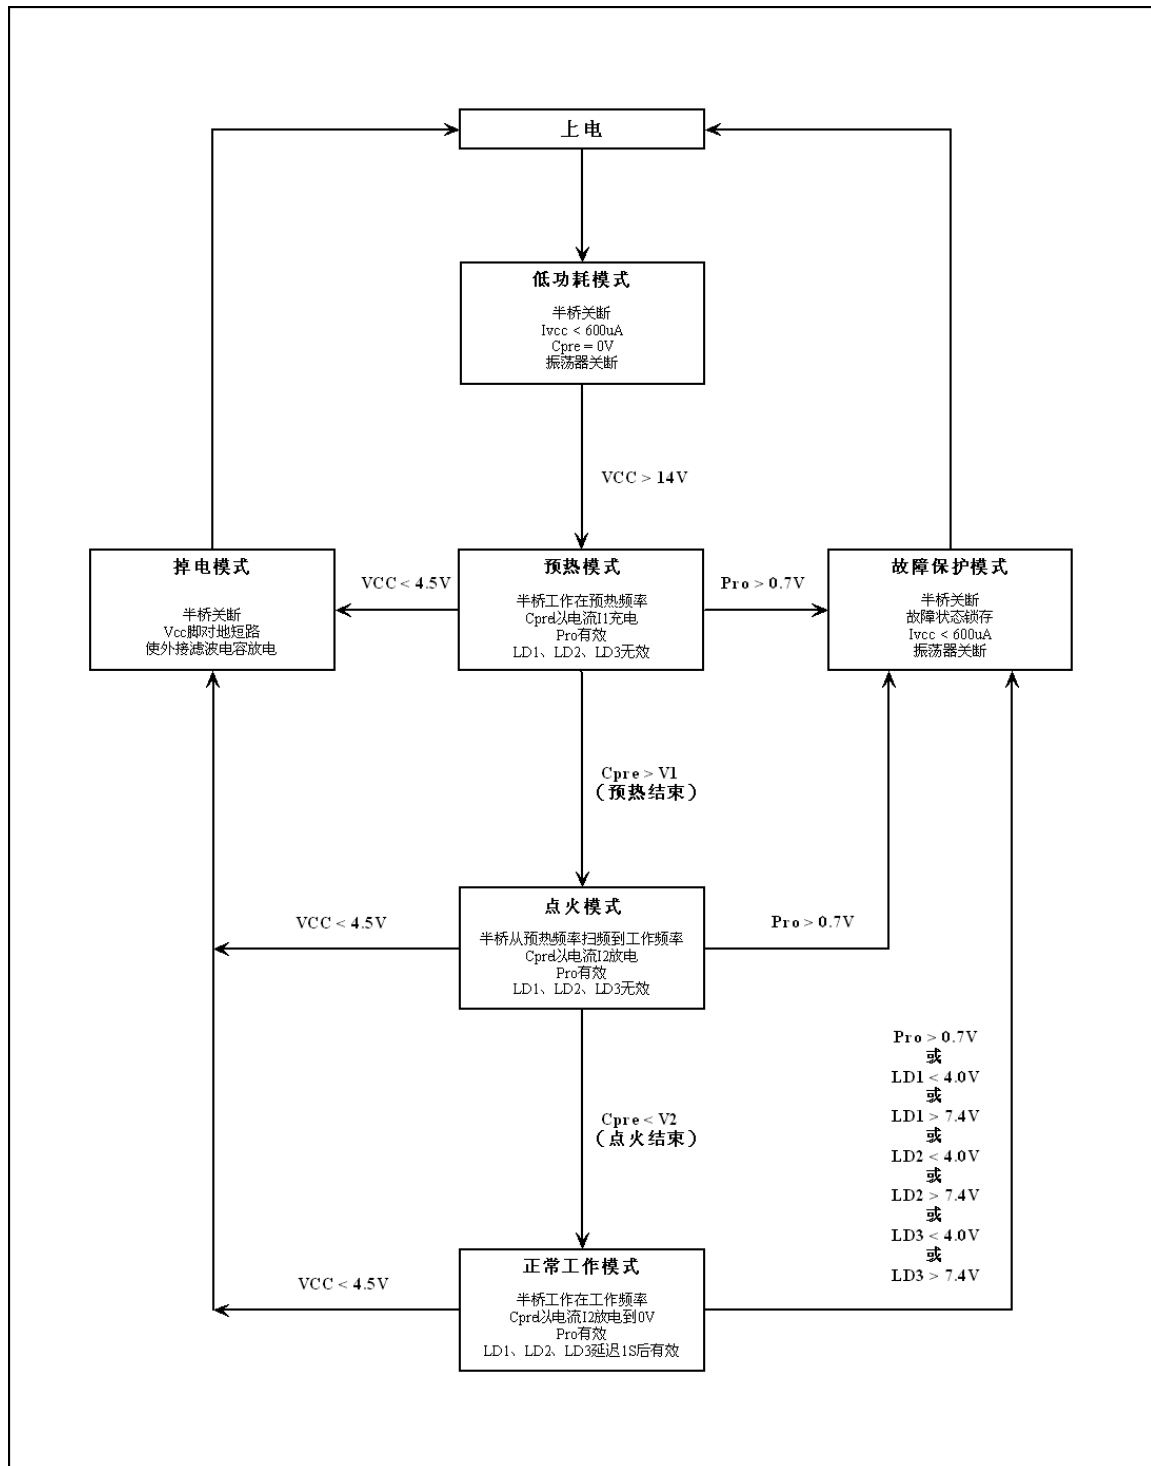 上电
低功耗模式
半桥关断
Ivcc < 600uA
Cpre = 0V
振荡器关断
VCC > 14V
掉电模式
半桥关断
Vcc脚对地短路
使外接滤波电容放电
VCC < 4.5V
预热模式
半桥工作在预热频率
Cpre以电流I1充电
Pro有效
LD1、LD2、LD3无效
Pro > 0.7V
故障保护模式
半桥关断
故障状态锁存
Ivcc < 600uA
振荡器关断
Cpre > V1
（预热结束）
VCC < 4.5V
点火模式
半桥从预热频率扫频到工作频率
Cpre以电流I2放电
Pro有效
LD1、LD2、LD3无效
Pro > 0.7V
Cpre < V2
（点火结束）
Pro > 0.7V
或
LD1 < 4.0V
或
LD1 > 7.4V
或
LD2 < 4.0V
或
LD2 > 7.4V
或
LD3 < 4.0V
或
LD3 > 7.4V
VCC < 4.5V
正常工作模式
半桥工作在工作频率
Cpre以电流I2放电到0V
Pro有效
LD1、LD2、LD3延迟1S后有效